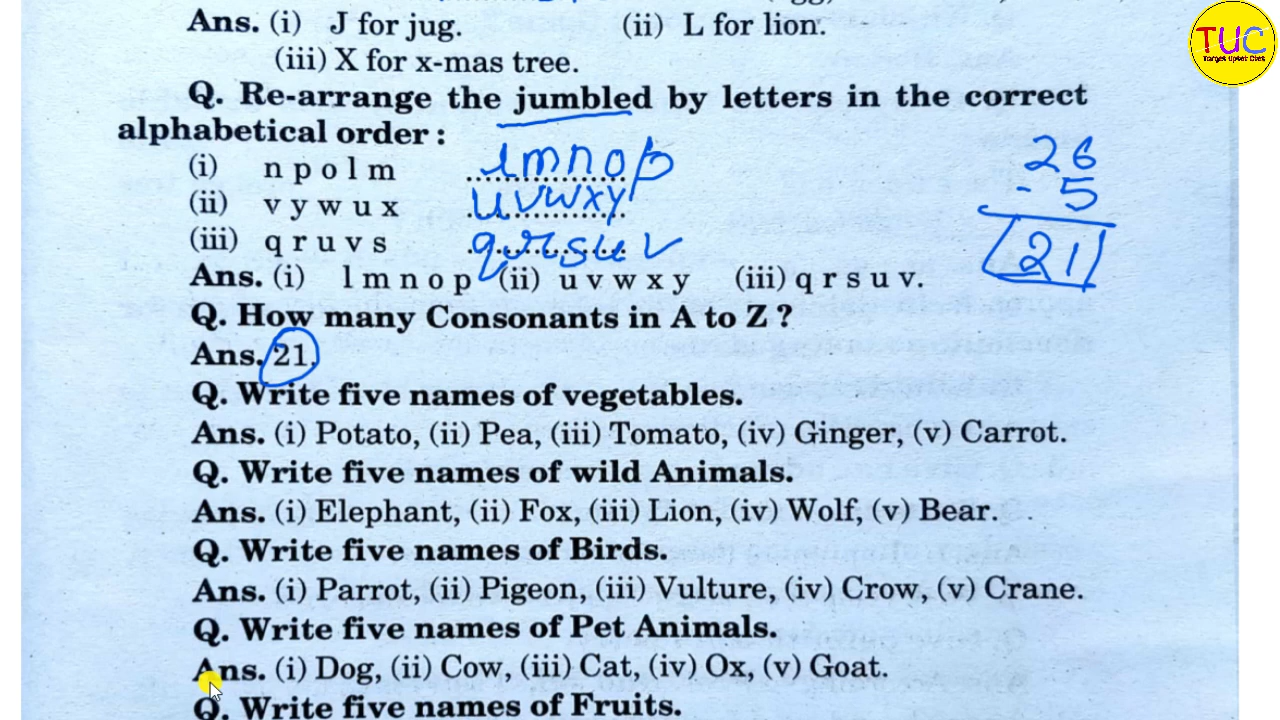 TUC
Target Upter Diet
Ans. (i) J for jug. (ii) L for lion.
(iii) X for x-mas tree.
Q. Re-arrange the jumbled by letters in the correct
alphabetical order :
(i) n p o l m lmnop
(ii) v y w u x uvwxy
(iii) q r u v s qrsuv
26
- 5
21
Ans. (i) l m n o p (ii) u v w x y (iii) q r s u v.
Q. How many Consonants in A to Z ?
Ans. 21.
Q. Write five names of vegetables.
Ans. (i) Potato, (ii) Pea, (iii) Tomato, (iv) Ginger, (v) Carrot.
Q. Write five names of wild Animals.
Ans. (i) Elephant, (ii) Fox, (iii) Lion, (iv) Wolf, (v) Bear.
Q. Write five names of Birds.
Ans. (i) Parrot, (ii) Pigeon, (iii) Vulture, (iv) Crow, (v) Crane.
Q. Write five names of Pet Animals.
Ans. (i) Dog, (ii) Cow, (iii) Cat, (iv) Ox, (v) Goat.
Q. Write five names of Fruits.